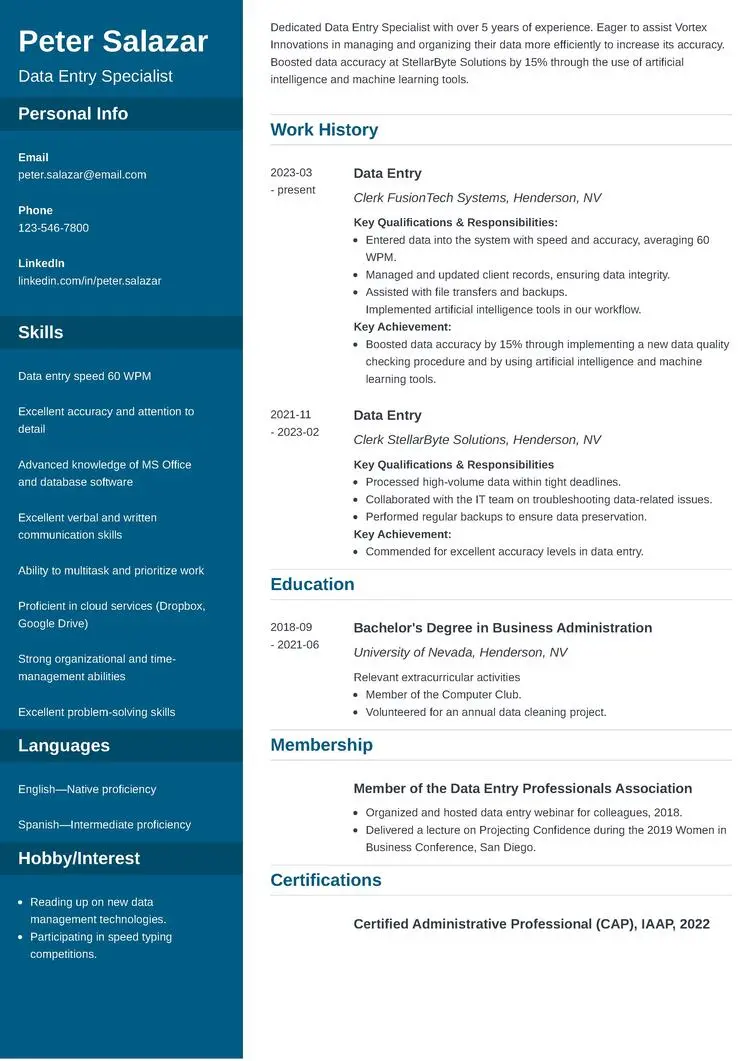 Peter Salazar
Data Entry Specialist
Personal Info
Email
peter.salazar@email.com
Phone
123-546-7800
LinkedIn
linkedin.com/in/peter.salazar
Skills
Data entry speed 60 WPM
Excellent accuracy and attention to
detail
Advanced knowledge of MS Office
and database software
Excellent verbal and written
communication skills
Ability to multitask and prioritize work
Proficient in cloud services (Dropbox,
Google Drive)
Strong organizational and time-
management abilities
Excellent problem-solving skills
Languages
English—Native proficiency
Spanish—Intermediate proficiency
Hobby/Interest
• Reading up on new data
management technologies.
• Participating in speed typing
competitions.
Dedicated Data Entry Specialist with over 5 years of experience. Eager to assist Vortex
Innovations in managing and organizing their data more efficiently to increase its accuracy.
Boosted data accuracy at StellarByte Solutions by 15% through the use of artificial
intelligence and machine learning tools.
Work History
2023-03
- present
Data Entry
Clerk FusionTech Systems, Henderson, NV
Key Qualifications & Responsibilities:
• Entered data into the system with speed and accuracy, averaging 60
WPM.
• Managed and updated client records, ensuring data integrity.
• Assisted with file transfers and backups.
Implemented artificial intelligence tools in our workflow.
Key Achievement:
• Boosted data accuracy by 15% through implementing a new data quality
checking procedure and by using artificial intelligence and machine
learning tools.
2021-11
- 2023-02
Data Entry
Clerk StellarByte Solutions, Henderson, NV
Key Qualifications & Responsibilities
• Processed high-volume data within tight deadlines.
• Collaborated with the IT team on troubleshooting data-related issues.
• Performed regular backups to ensure data preservation.
Key Achievement:
• Commended for excellent accuracy levels in data entry.
Education
2018-09
- 2021-06
Bachelor's Degree in Business Administration
University of Nevada, Henderson, NV
Relevant extracurricular activities
• Member of the Computer Club.
• Volunteered for an annual data cleaning project.
Membership
Member of the Data Entry Professionals Association
• Organized and hosted data entry webinar for colleagues, 2018.
• Delivered a lecture on Projecting Confidence during the 2019 Women in
Business Conference, San Diego.
Certifications
Certified Administrative Professional (CAP), IAAP, 2022